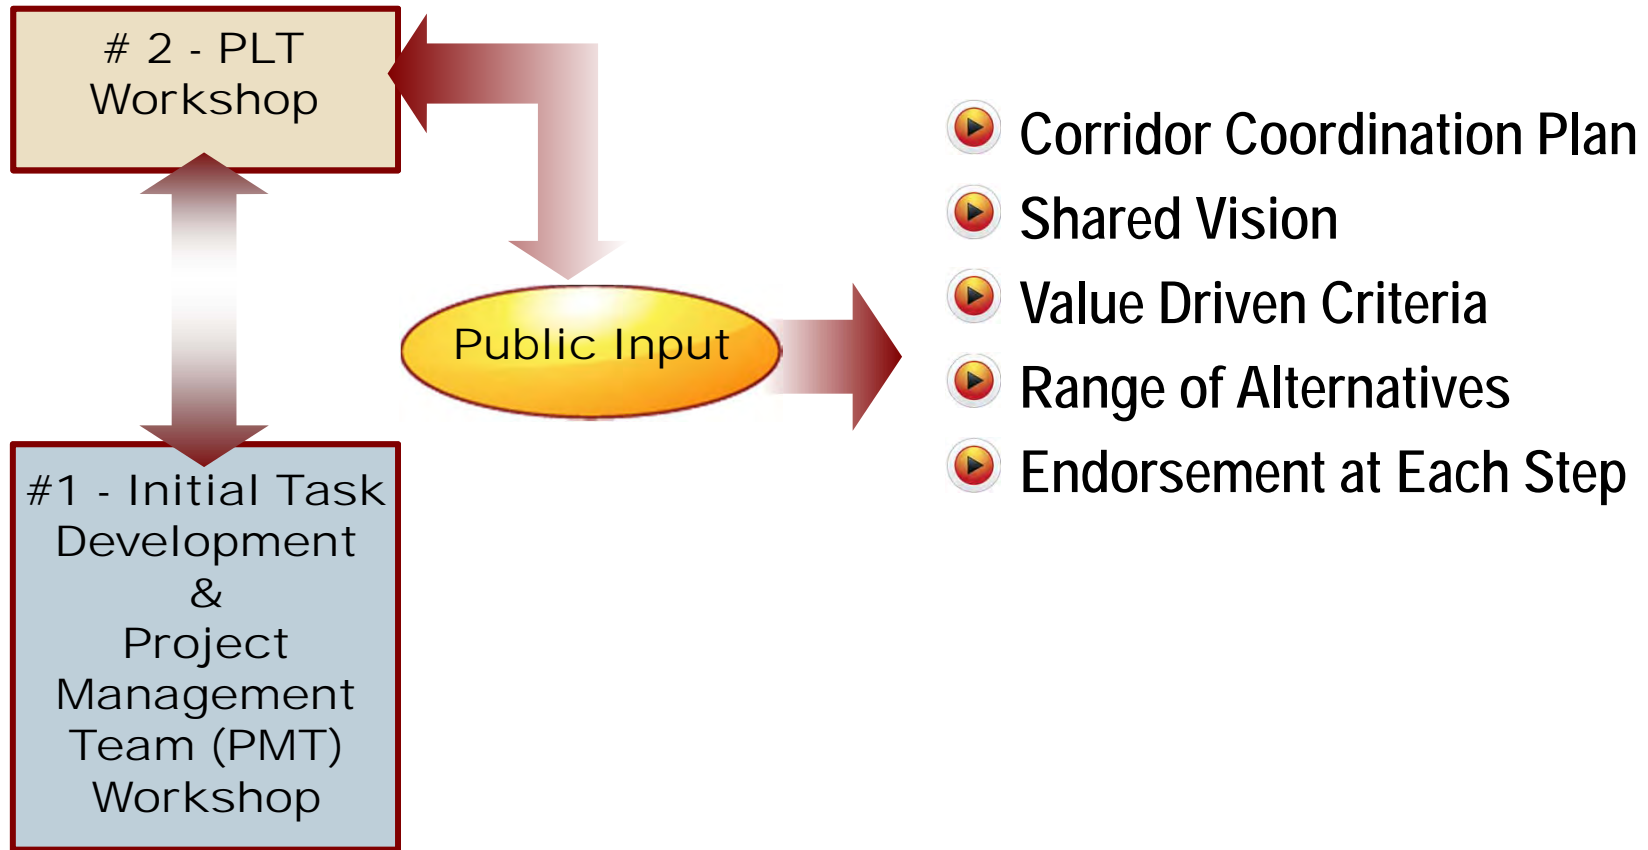 # 2 - PLT
Workshop
#1 - Initial Task
Development
&
Project
Management
Team (PMT)
Workshop
Public Input
Corridor Coordination Plan
Shared Vision
Value Driven Criteria
Range of Alternatives
Endorsement at Each Step